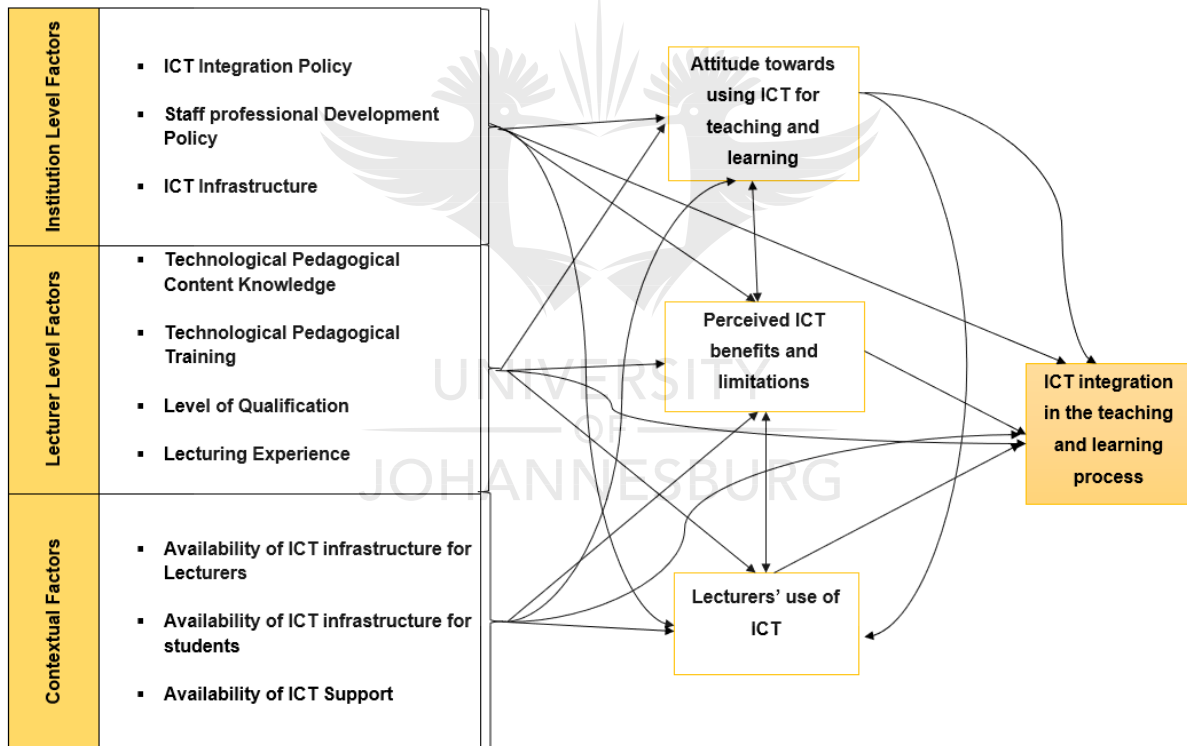 Institution Level Factors
▪ ICT Integration Policy
▪ Staff professional Development
Policy
▪ ICT Infrastructure
Lecturer Level Factors
▪ Technological Pedagogical
Content Knowledge
▪ Technological Pedagogical
Training
▪ Level of Qualification
▪ Lecturing Experience
Contextual Factors
▪ Availability of ICT infrastructure for
Lecturers
▪ Availability of ICT infrastructure for
students
▪ Availability of ICT Support
Attitude towards
using ICT for
teaching and
learning
Perceived ICT
benefits and
limitations
Lecturers’ use of
ICT
ICT integration
in the teaching
and learning
process
UNIVERSITY
OF
JOHANNESBURG